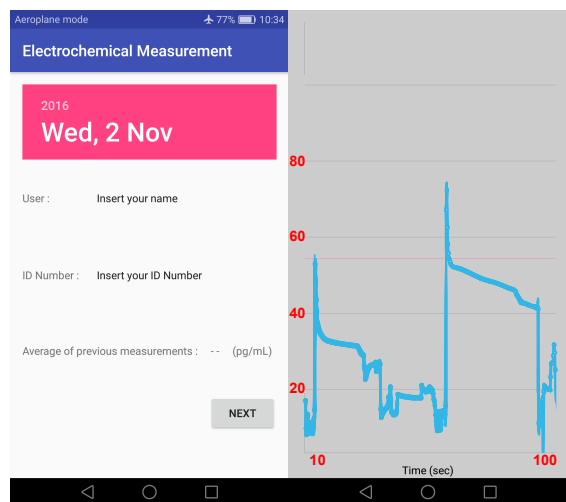 Aeroplane mode 77% 10:34
Electrochemical Measurement
2016
Wed, 2 Nov
User : Insert your name
ID Number : Insert your ID Number
Average of previous measurements : -- (pg/mL)
NEXT
80
60
40
20
10 100
Time (sec)